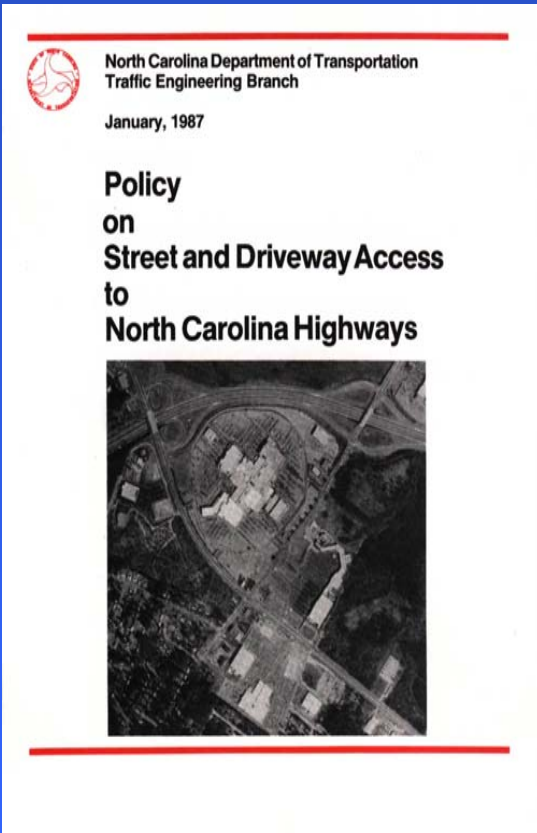 North Carolina Department of Transportation
Traffic Engineering Branch
January, 1987
Policy
on
Street and Driveway Access
to
North Carolina Highways